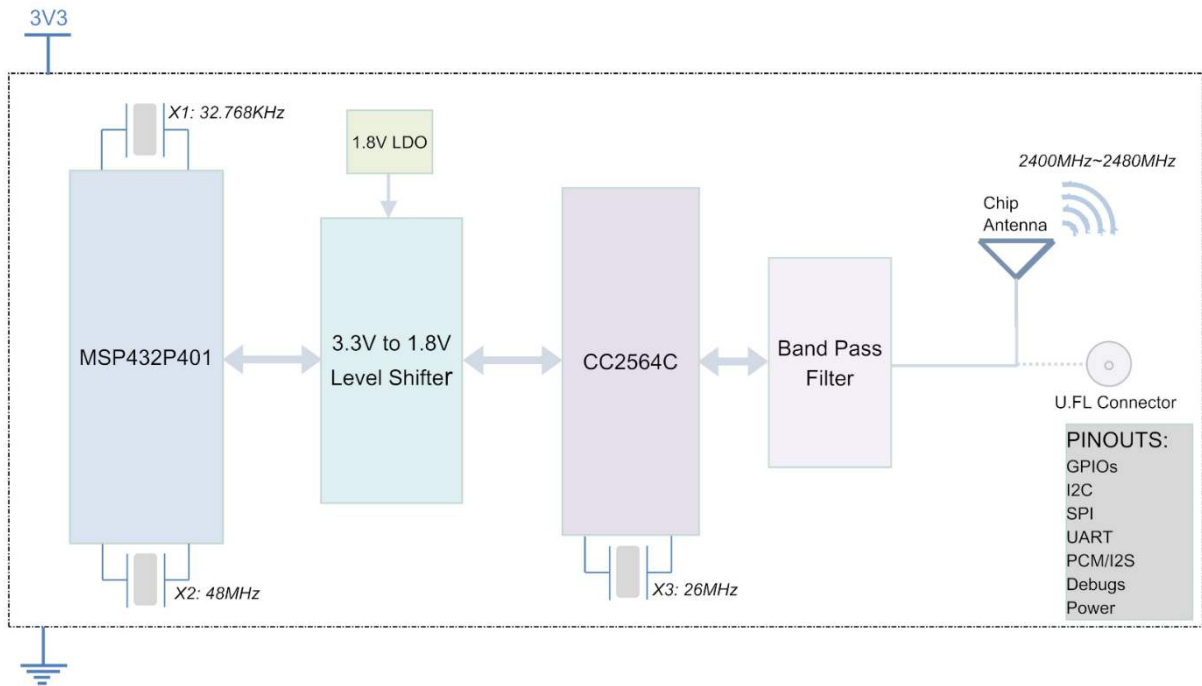 3V3
X1: 32.768KHz
1.8V LDO
2400MHz~2480MHz
Chip
Antenna
MSP432P401
3.3V to 1.8V
Level Shifter
CC2564C
Band Pass
Filter
U.FL Connector
X2: 48MHz
X3: 26MHz
PINOUTS:
GPIOs
I2C
SPI
UART
PCM/I2S
Debugs
Power